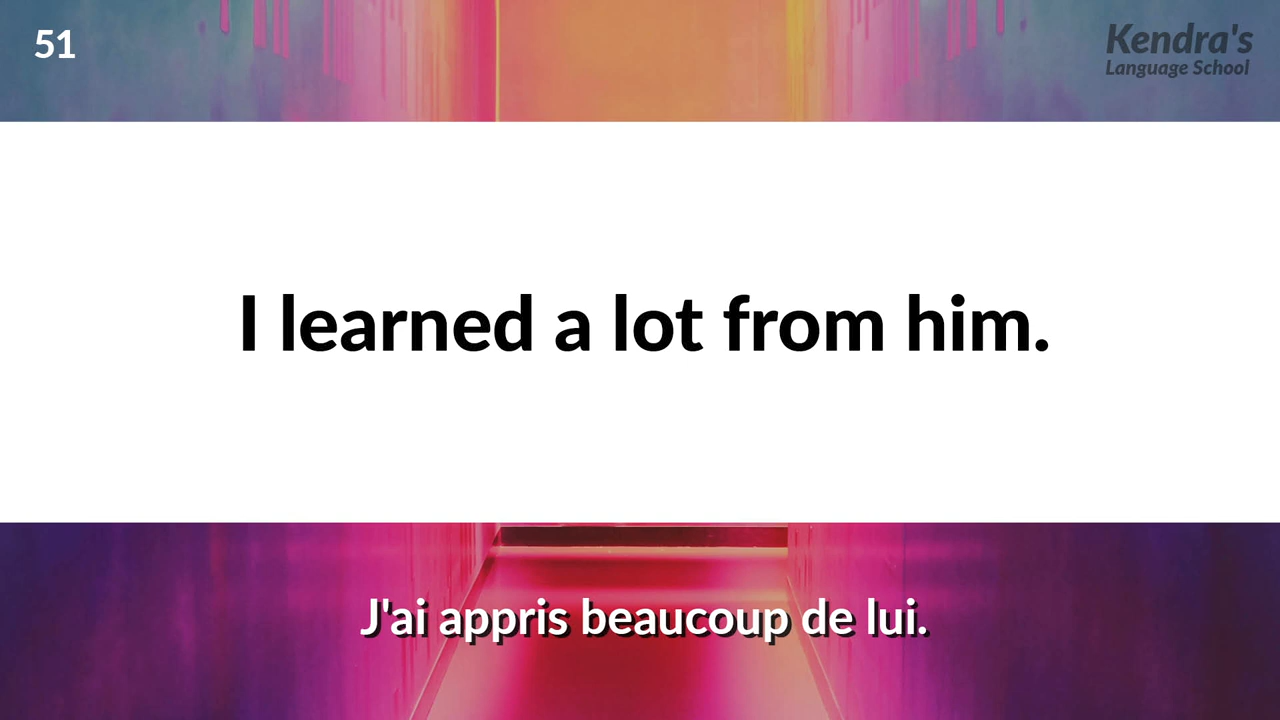 51
Kendra's
Language School
I learned a lot from him.
J'ai appris beaucoup de lui.